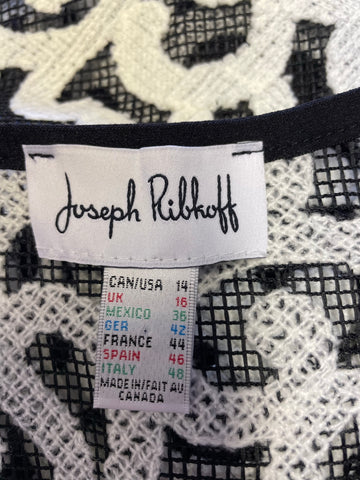 Joseph Ribkoff
CAN/USA 14
UK 16
MEXICO 36
GER 42
FRANCE 44
SPAIN 46
ITALY 48
MADE IN/FAIT AU
CANADA